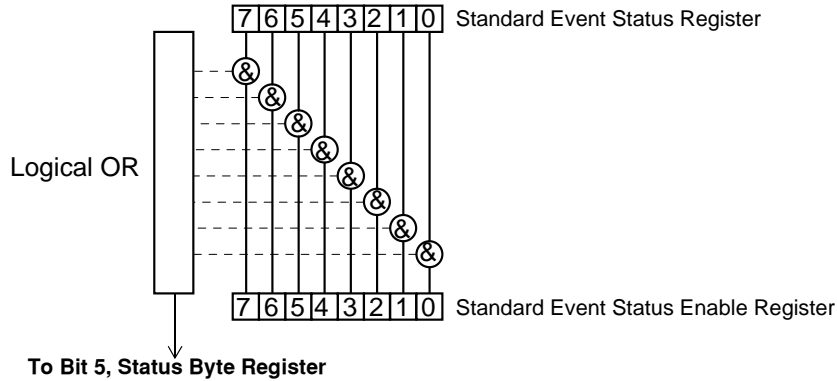 7 6 5 4 3 2 1 0 Standard Event Status Register
&
&
&
&
Logical OR
&
&
&
&
7 6 5 4 3 2 1 0 Standard Event Status Enable Register
To Bit 5, Status Byte Register